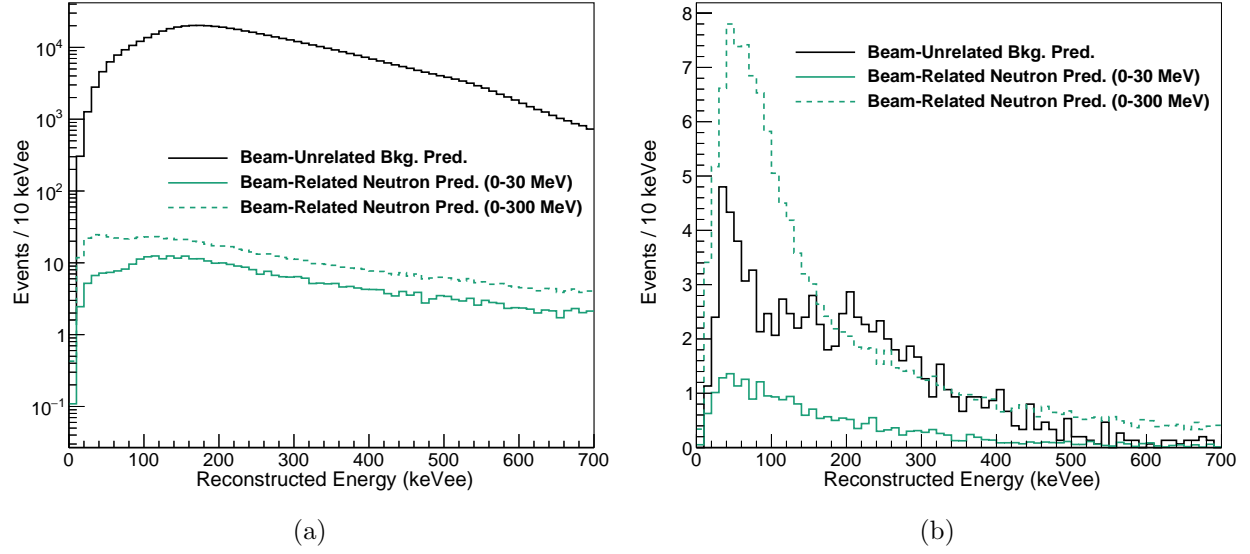 Events / 10 keVee
10⁴
10³
10²
10
1
10⁻¹
Beam-Unrelated Bkg. Pred.
Beam-Related Neutron Pred. (0-30 MeV)
Beam-Related Neutron Pred. (0-300 MeV)
0 100 200 300 400 500 600 700
Reconstructed Energy (keVee)
(a)
Events / 10 keVee
8
7
6
5
4
3
2
1
0
Beam-Unrelated Bkg. Pred.
Beam-Related Neutron Pred. (0-30 MeV)
Beam-Related Neutron Pred. (0-300 MeV)
0 100 200 300 400 500 600 700
Reconstructed Energy (keVee)
(b)